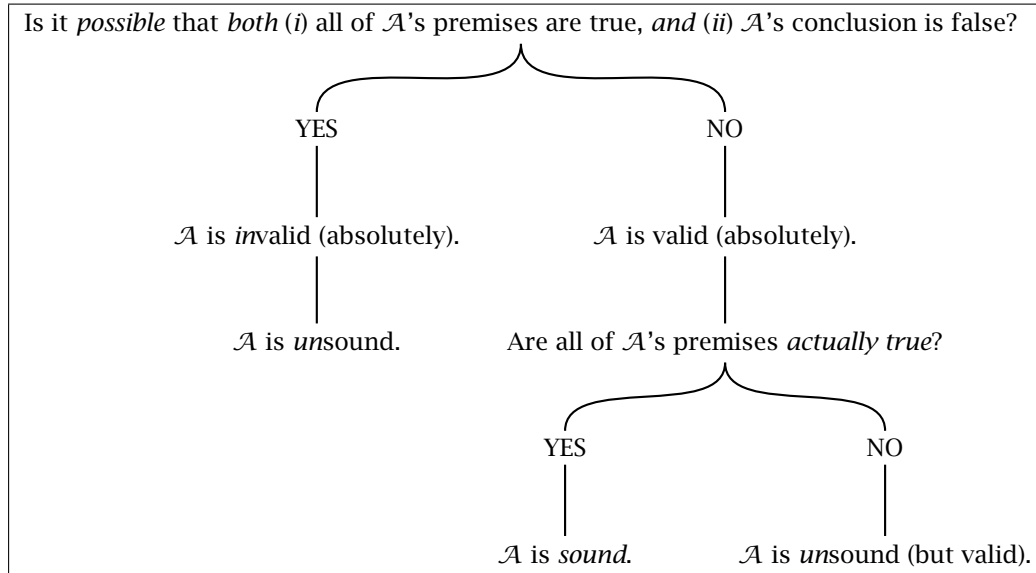 Is it possible that both (i) all of 𝒜's premises are true, and (ii) 𝒜's conclusion is false?
YES
NO
𝒜 is invalid (absolutely).
𝒜 is valid (absolutely).
𝒜 is unsound.
Are all of 𝒜's premises actually true?
YES
NO
𝒜 is sound.
𝒜 is unsound (but valid).